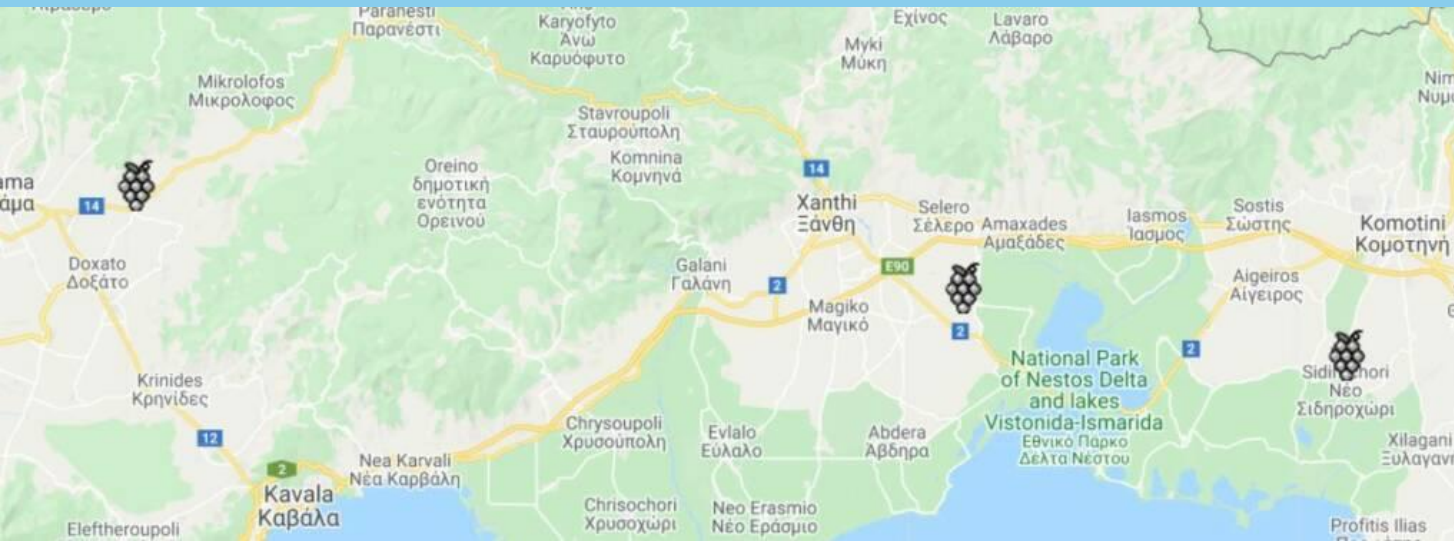 Paranesti
Παρανέστι
Karyofyto
Άνω
Καρυόφυτο
Εχίνος
Lavaro
Λάβαρο
Myki
Μύκη
Mikrolofos
Μικρολοφος
Stavroupoli
Σταυρούπολη
Komnina
Κομνηνά
Oreino
δημοτική
ενότητα
Ορεινού
14
14
Xanthi
Ξάνθη
Selero
Σέλερο
Amaxades
Αμαξάδες
Iasmos
Ίασμος
Sostis
Σώστης
Komotini
Κομοτηνή
Doxato
Δοξάτο
Galani
Γαλάνη
E90
2
Aigeiros
Αίγειρος
Magiko
Μαγικό
2
2
National Park
of Nestos Delta
and lakes
Vistonida-Ismarida
Εθνικό Πάρκο
Δέλτα Νέστου
Νέο
Σιδηροχώρι
Krinides
Κρηνίδες
12
2
Chrysoupoli
Χρυσούπολη
Evlalo
Εύλαλο
Abdera
Άβδηρα
Nea Karvali
Νέα Καρβάλη
Xilagani
Kavala
Καβάλα
Chrisochori
Χρυσοχώρι
Neo Erasmio
Νέο Εράσμιο
Eleftheroupoli
Profitis Ilias